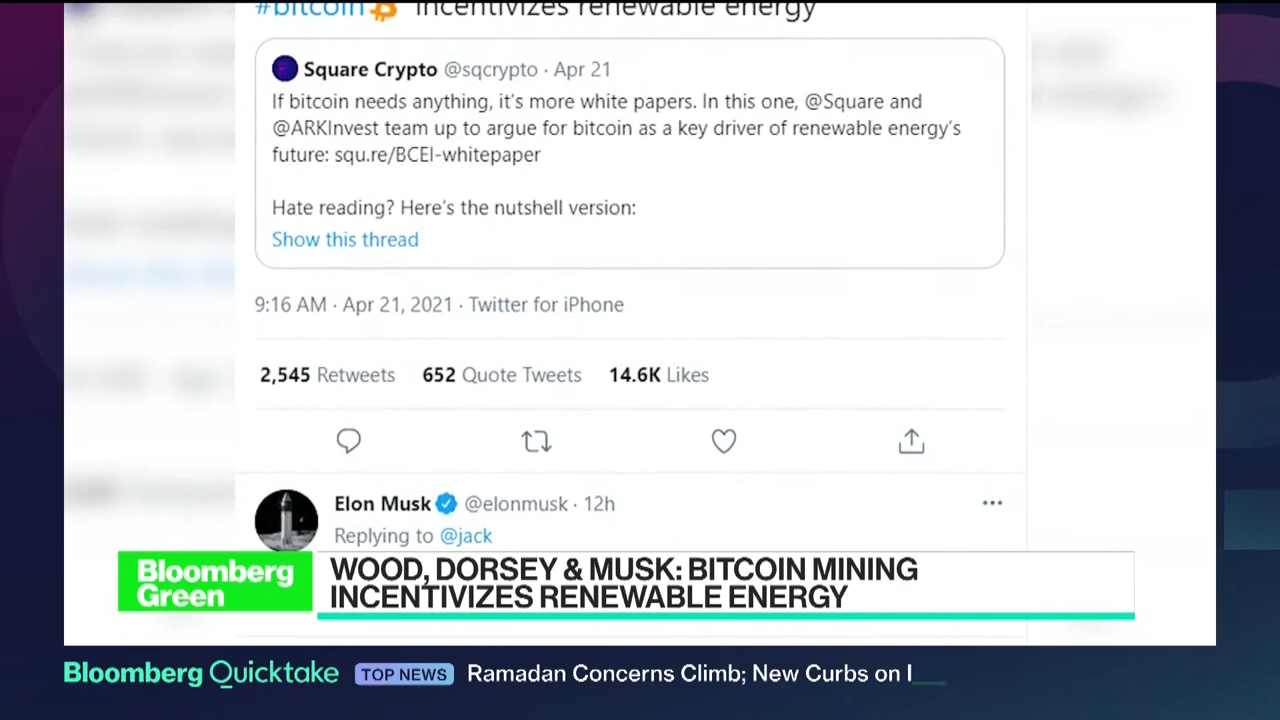 #bitcoin incentivizes renewable energy
Square Crypto @sqcrypto · Apr 21
If bitcoin needs anything, it's more white papers. In this one, @Square and
@ARKInvest team up to argue for bitcoin as a key driver of renewable energy's
future: squ.re/BCEI-whitepaper
Hate reading? Here's the nutshell version:
Show this thread
9:16 AM · Apr 21, 2021 · Twitter for iPhone
2,545 Retweets 652 Quote Tweets 14.6K Likes
Elon Musk @elonmusk · 12h
Replying to @jack
Bloomberg
Green
WOOD, DORSEY & MUSK: BITCOIN MINING
INCENTIVIZES RENEWABLE ENERGY
Bloomberg Quicktake TOP NEWS Ramadan Concerns Climb; New Curbs on I__